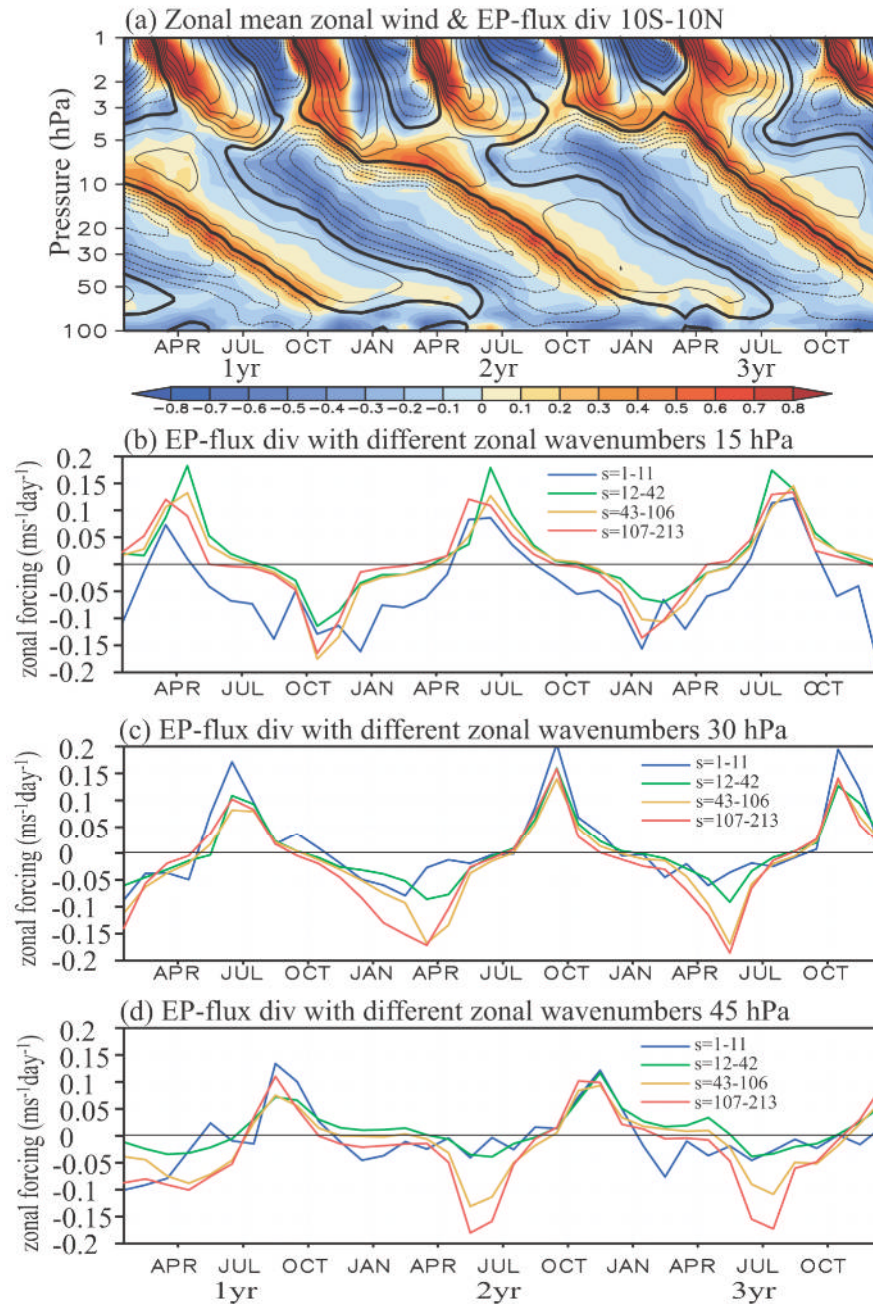 (a) Zonal mean zonal wind & EP-flux div 10S-10N
Pressure (hPa)
1
2
3
5
10
20
30
50
100
APR JUL OCT JAN APR JUL OCT JAN APR JUL OCT
1yr 2yr 3yr
-0.8 -0.7 -0.6 -0.5 -0.4 -0.3 -0.2 -0.1 0 0.1 0.2 0.3 0.4 0.5 0.6 0.8
(b) EP-flux div with different zonal wavenumbers 15 hPa
zonal forcing (ms⁻¹day⁻¹)
0.2
0.15
0.1
0.05
0
-0.05
-0.1
-0.15
-0.2
s=1-11
s=12-42
s=43-106
s=107-213
APR JUL OCT JAN APR JUL OCT JAN APR JUL OCT
(c) EP-flux div with different zonal wavenumbers 30 hPa
zonal forcing (ms⁻¹day⁻¹)
0.2
0.15
0.1
0.05
0
-0.05
-0.1
-0.15
-0.2
s=1-11
s=12-42
s=43-106
s=107-213
APR JUL OCT JAN APR JUL OCT JAN APR JUL OCT
(d) EP-flux div with different zonal wavenumbers 45 hPa
zonal forcing (ms⁻¹day⁻¹)
0.2
0.15
0.1
0.05
0
-0.05
-0.1
-0.15
-0.2
s=1-11
s=12-42
s=43-106
s=107-213
APR JUL OCT JAN APR JUL OCT JAN APR JUL OCT
1yr 2yr 3yr